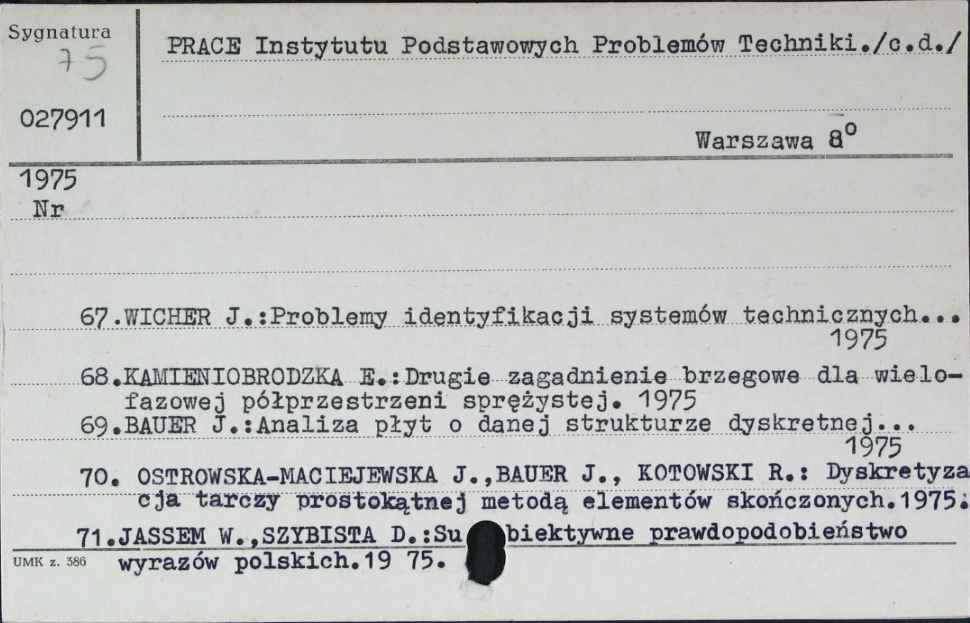 Sygnatura
75
027911
PRACE Instytutu Podstawowych Problemów Techniki./c.d./
Warszawa 8°
1975
Nr
67.WICHER J.:Problemy identyfikacji systemów technicznych...
1975
68.KAMIENIOBRODZKA E.:Drugie zagadnienie brzegowe dla wielo-
fazowej półprzestrzeni sprężystej. 1975
69.BAUER J.:Analiza płyt o danej strukturze dyskretnej...
1975
70. OSTROWSKA-MACIEJEWSKA J.,BAUER J., KOTOWSKI R.: Dyskretyza
cja tarczy prostokątnej metodą elementów skończonych.1975.
71.JASSEM W.,SZYBISTA D.:Su biektywne prawdopodobieństwo
wyrazów polskich.19 75.
UMK z. 386